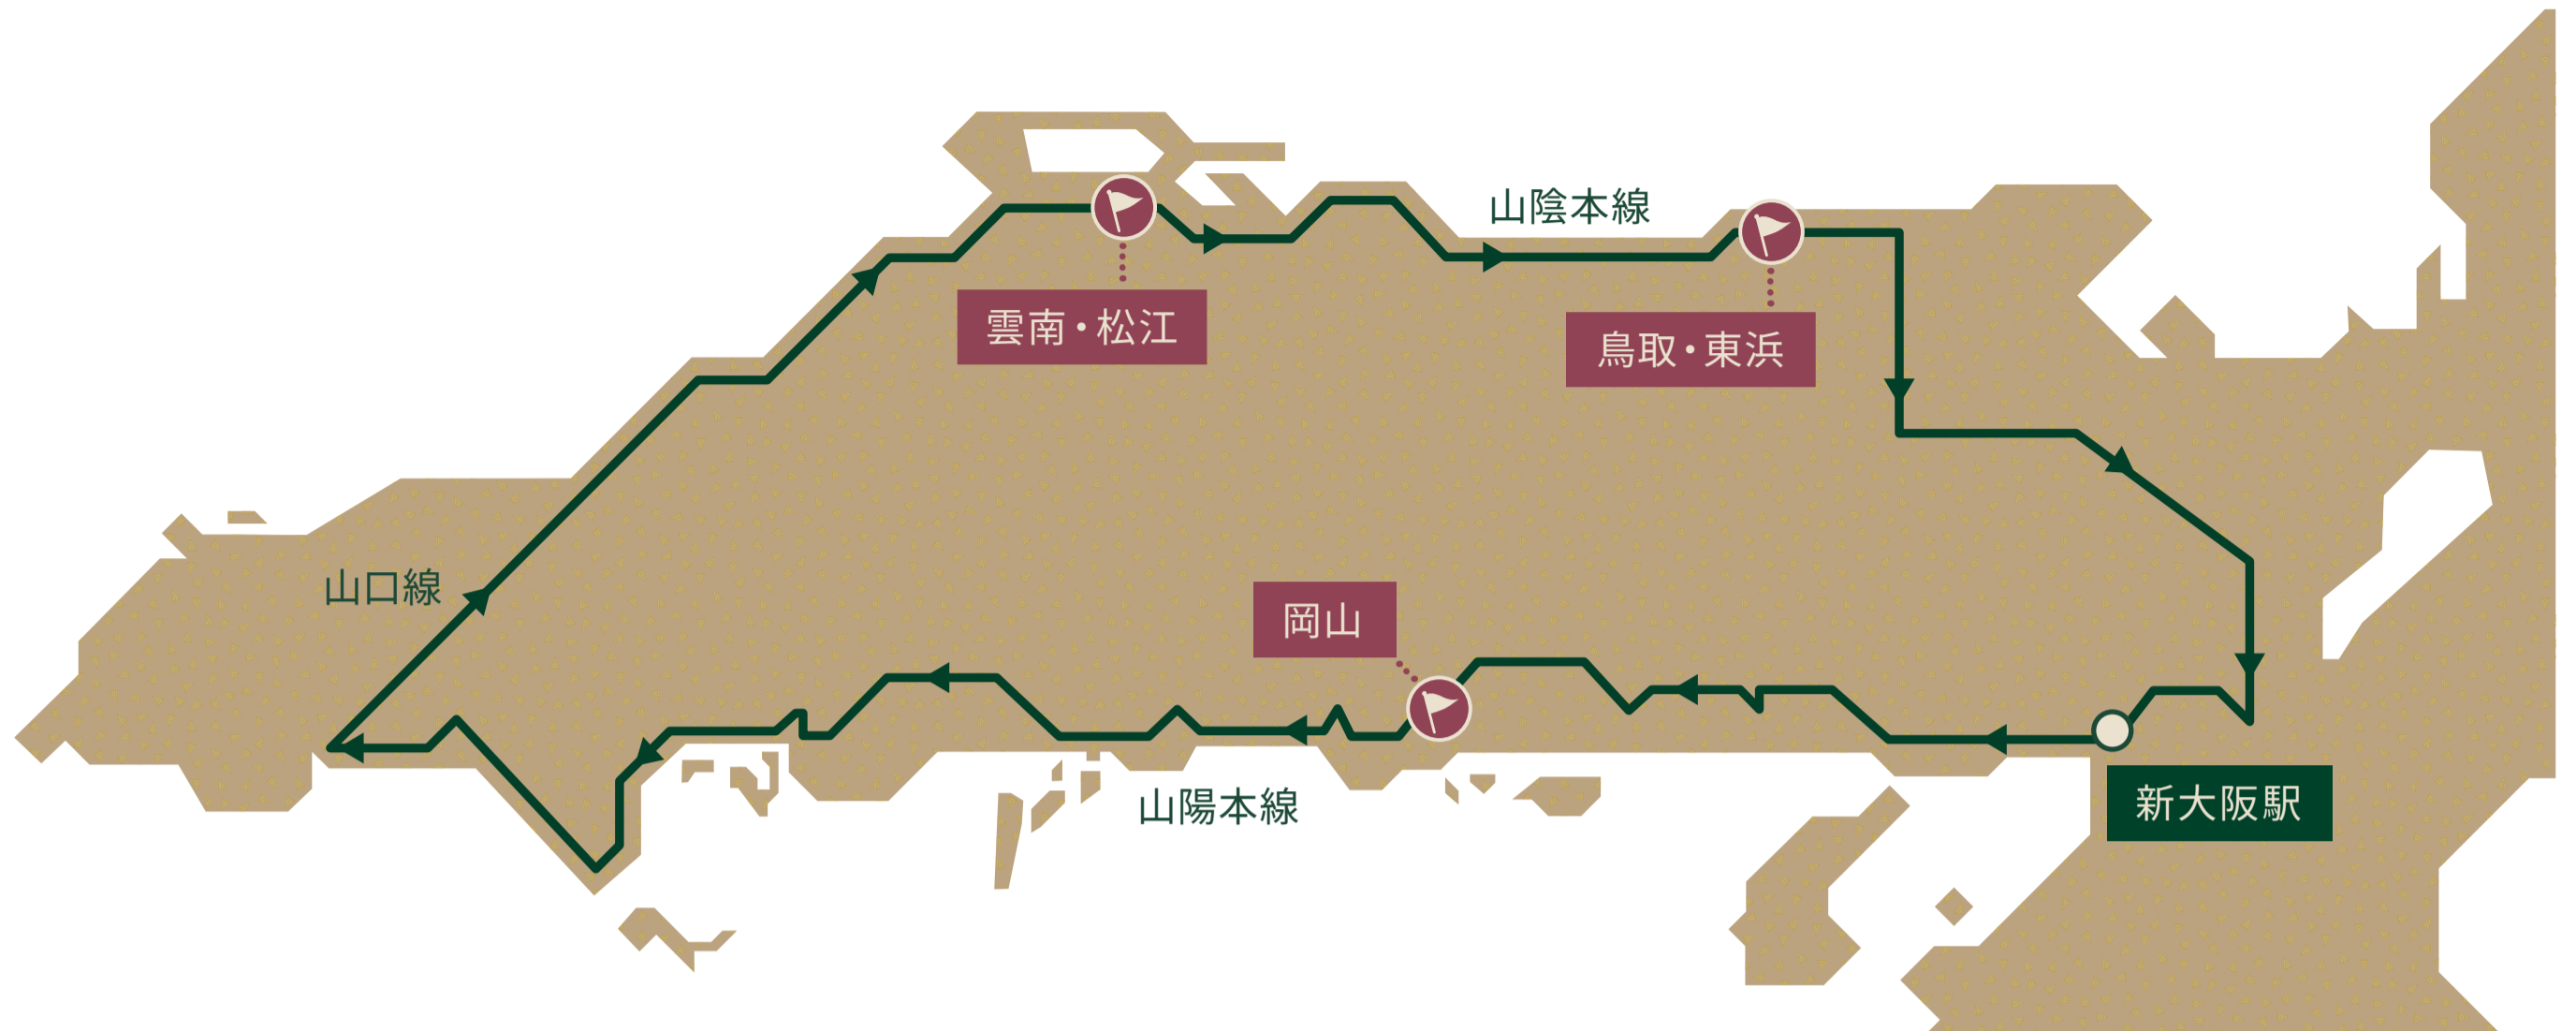 山陰本線
雲南・松江
鳥取・東浜
山口線
岡山
山陽本線
新大阪駅